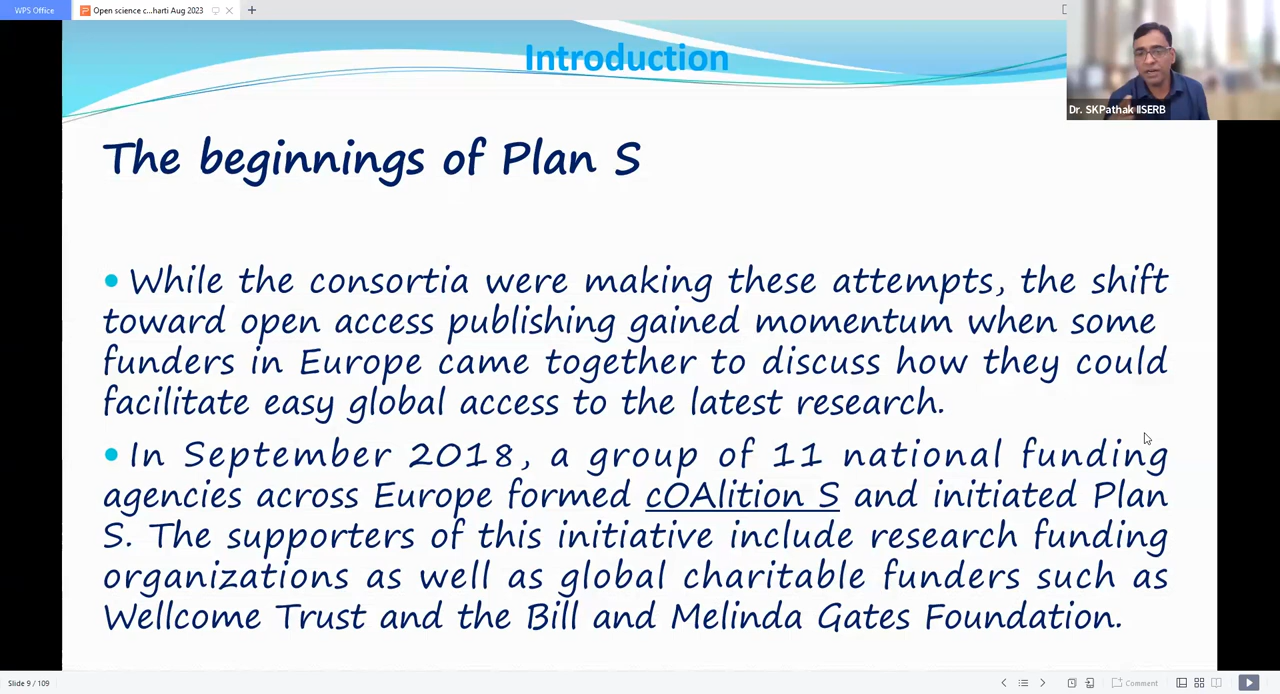 WPS Office
Open science c...harti Aug 2023
Introduction
Dr. SKPathak IISERB
The beginnings of Plan S
While the consortia were making these attempts, the shift
toward open access publishing gained momentum when some
funders in Europe came together to discuss how they could
facilitate easy global access to the latest research.
In September 2018, a group of 11 national funding
agencies across Europe formed cOAlition S and initiated Plan
S. The supporters of this initiative include research funding
organizations as well as global charitable funders such as
Wellcome Trust and the Bill and Melinda Gates Foundation.
Slide 9 / 109
Comment